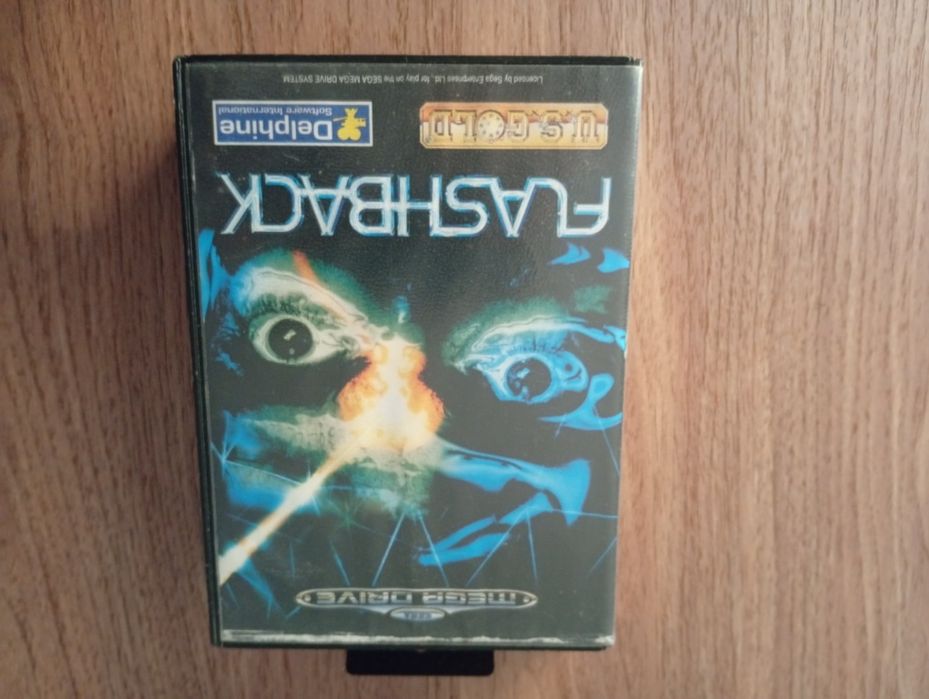 SEGA
MEGA DRIVE
FLASHBACK
U.S. GOLD
Delphine
Software International
Licensed by Sega Enterprises Ltd., for play on the SEGA MEGA DRIVE SYSTEM